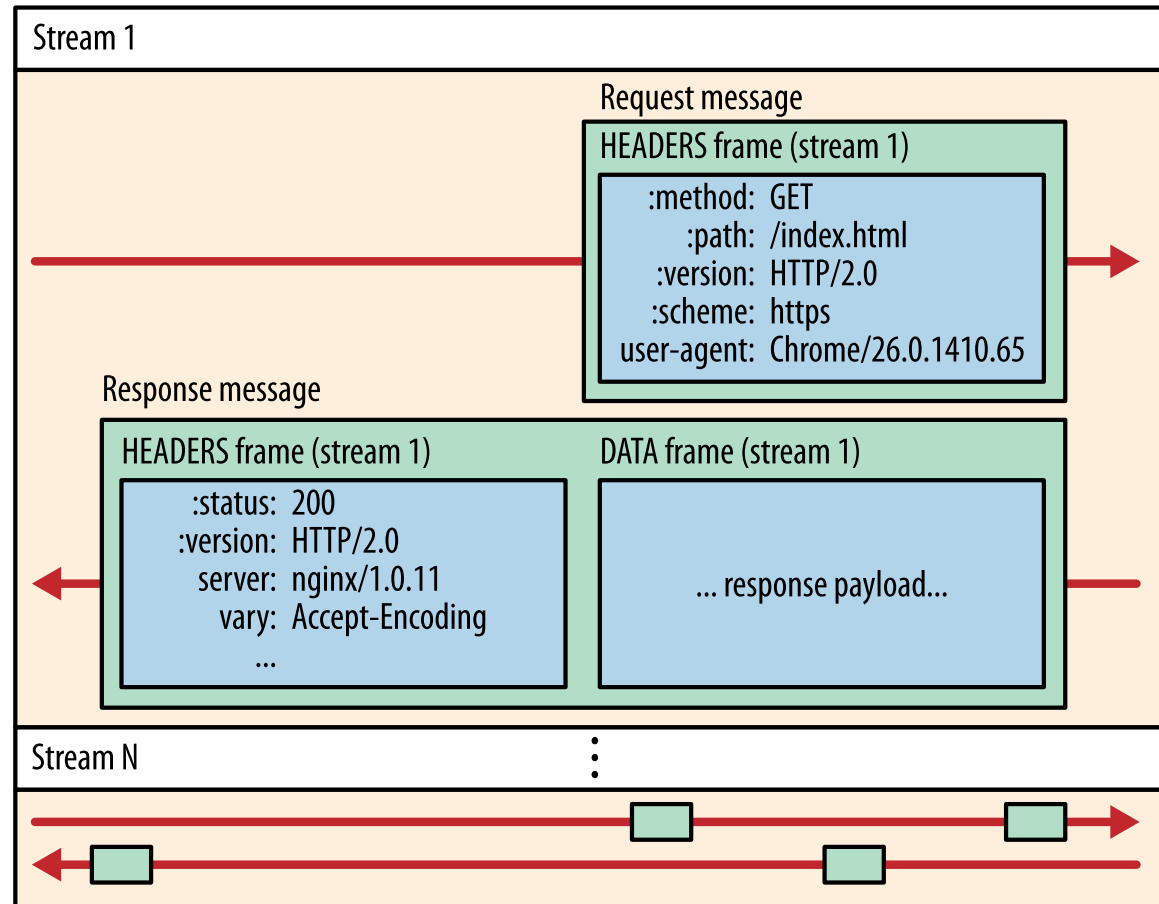 Stream 1
Request message
HEADERS frame (stream 1)
:method: GET
:path: /index.html
:version: HTTP/2.0
:scheme: https
user-agent: Chrome/26.0.1410.65
Response message
HEADERS frame (stream 1)
:status: 200
:version: HTTP/2.0
server: nginx/1.0.11
vary: Accept-Encoding
...
DATA frame (stream 1)
... response payload...
Stream N